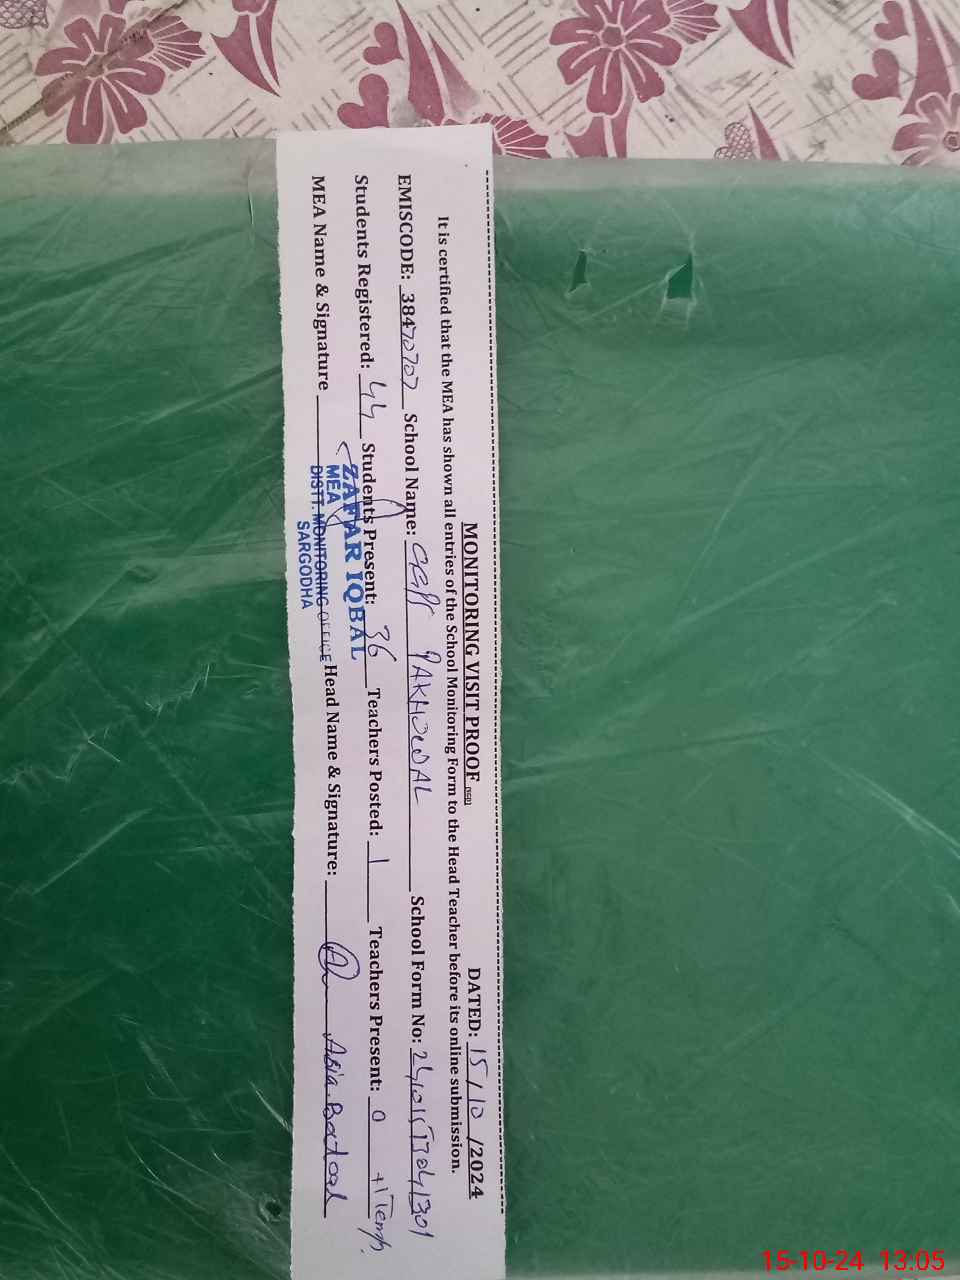 MONITORING VISIT PROOF (SGD) DATED: 15/10/2024
It is certified that the MEA has shown all entries of the School Monitoring Form to the Head Teacher before its online submission.
EMISCODE: 38470707 School Name: PAKHOWAL School Form No:
Students Registered: 44 Students Present: 36 Teachers Posted: 1 Teachers Present: 0 +1 Temp.
MEA Name & Signature Head Name & Signature: Asia Batool
ZAFAR IQBAL
MEA
DISTT. MONITORING OFFICE
SARGODHA
15-10-24 13:05